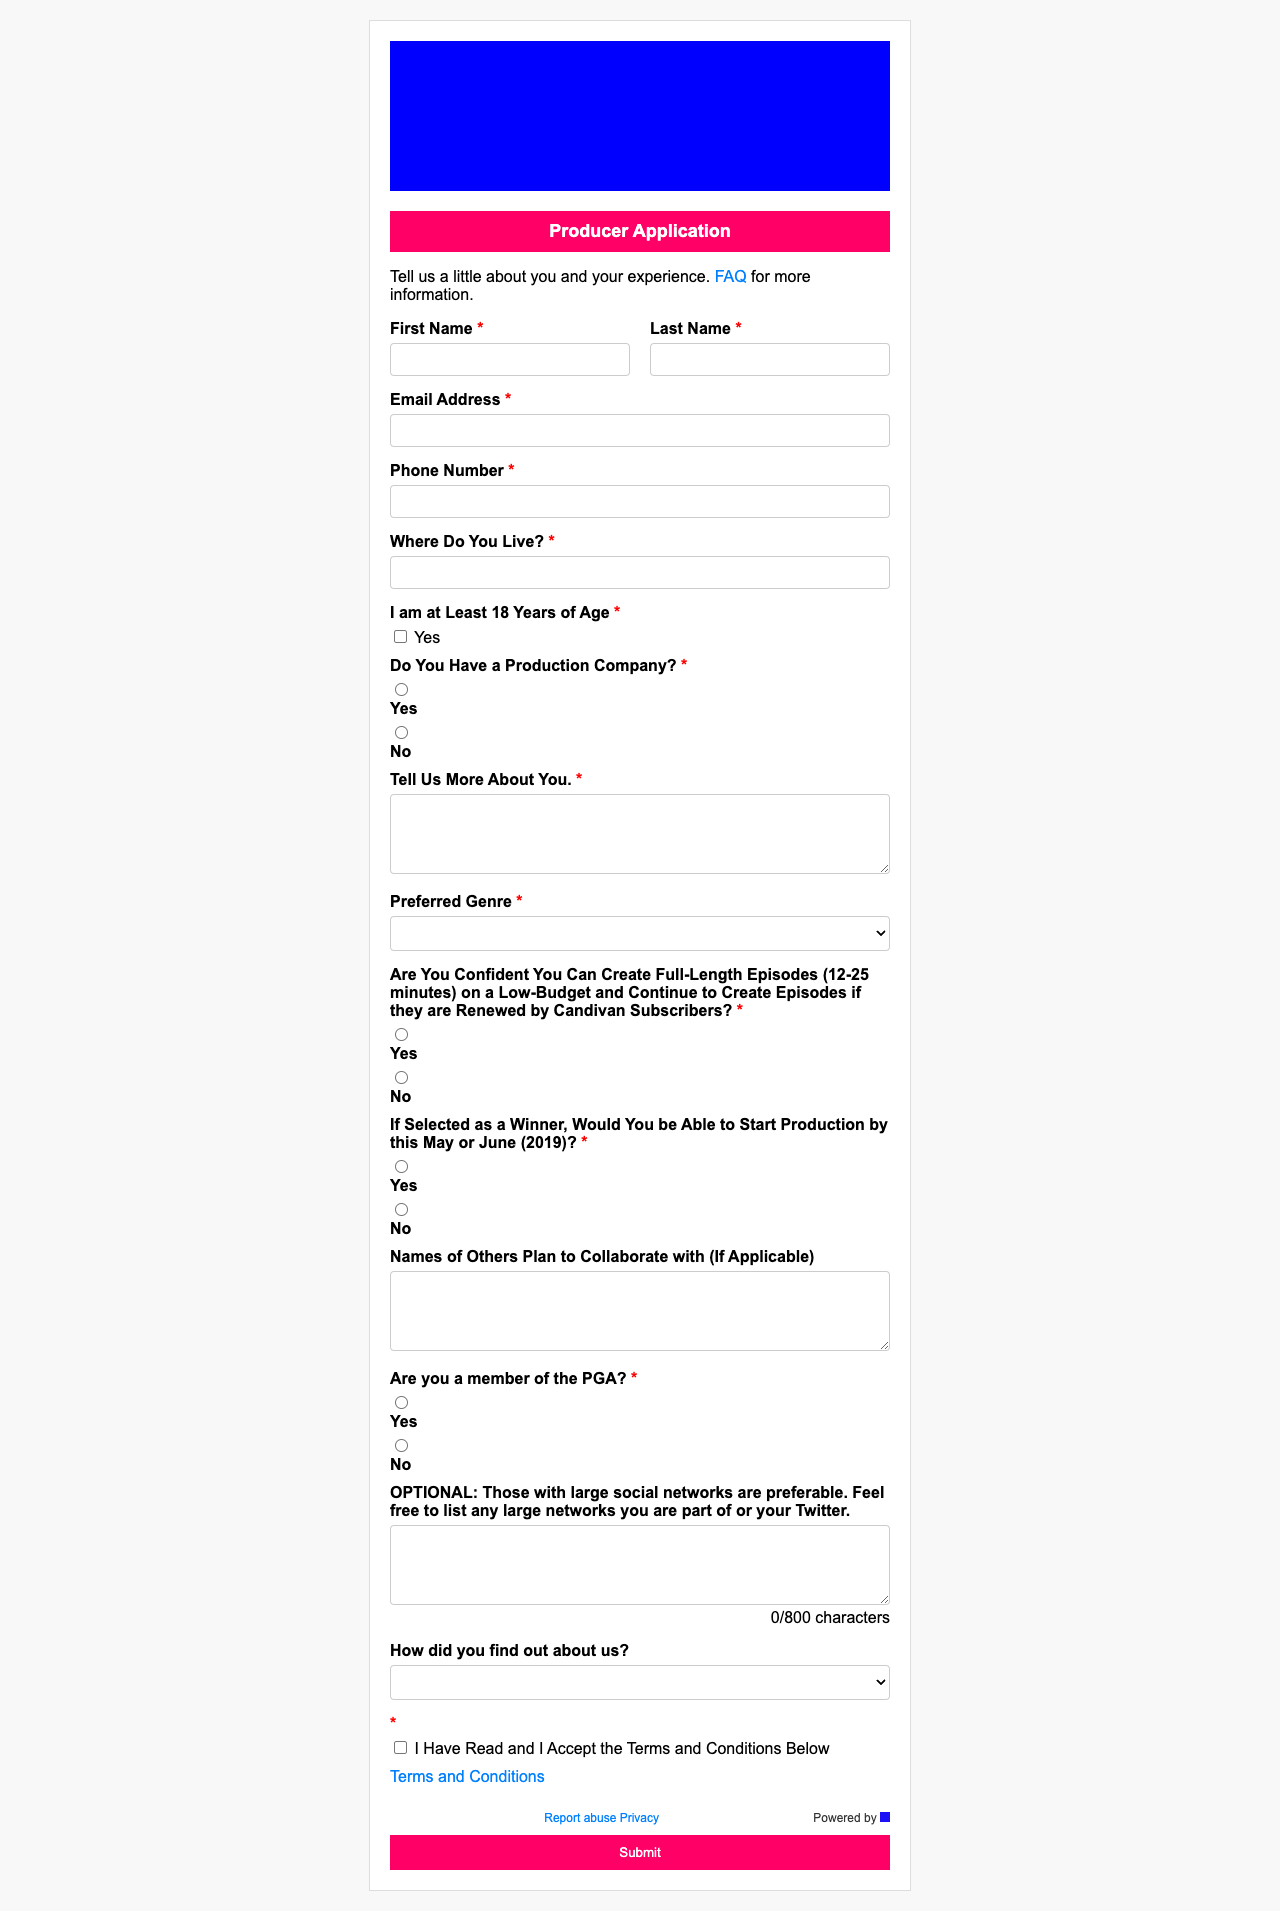 Producer Application
Tell us a little about you and your experience. FAQ for more
information.
First Name *
Last Name *
Email Address *
Phone Number *
Where Do You Live? *
I am at Least 18 Years of Age *
Yes
Do You Have a Production Company? *
Yes
No
Tell Us More About You. *
Preferred Genre *
Are You Confident You Can Create Full-Length Episodes (12-25
minutes) on a Low-Budget and Continue to Create Episodes if
they are Renewed by Candivan Subscribers? *
Yes
No
If Selected as a Winner, Would You be Able to Start Production by
this May or June (2019)? *
Yes
No
Names of Others Plan to Collaborate with (If Applicable)
Are you a member of the PGA? *
Yes
No
OPTIONAL: Those with large social networks are preferable. Feel
free to list any large networks you are part of or your Twitter.
0/800 characters
How did you find out about us?
*
I Have Read and I Accept the Terms and Conditions Below
Terms and Conditions
Report abuse Privacy
Powered by
Submit